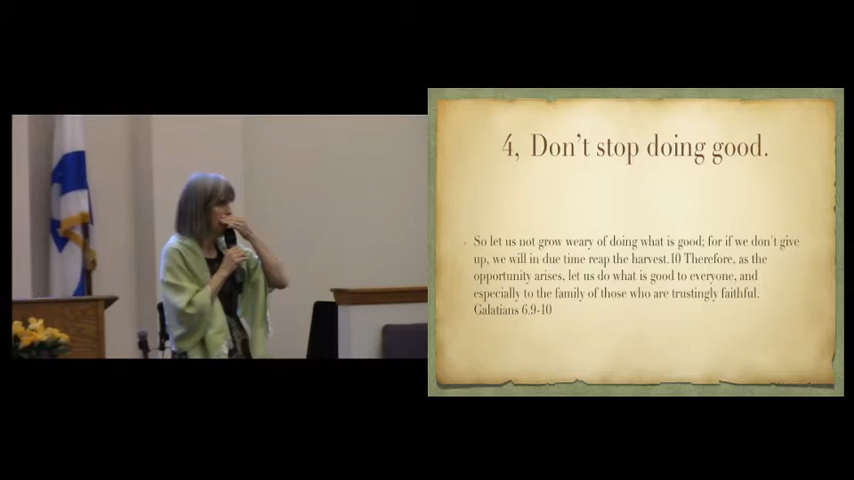 4, Don't stop doing good.
So let us not grow weary of doing what is good; for if we don't give
up, we will in due time reap the harvest.10 Therefore, as the
opportunity arises, let us do what is good to everyone, and
especially to the family of those who are trustingly faithful.
Galatians 6.9-10